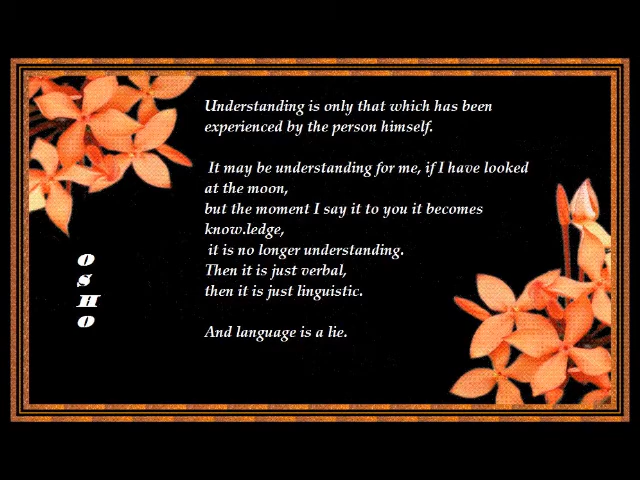 Understanding is only that which has been
experienced by the person himself.
It may be understanding for me, if I have looked
at the moon,
but the moment I say it to you it becomes
know.ledge,
it is no longer understanding.
Then it is just verbal,
then it is just linguistic.
And language is a lie.
O
S
H
O